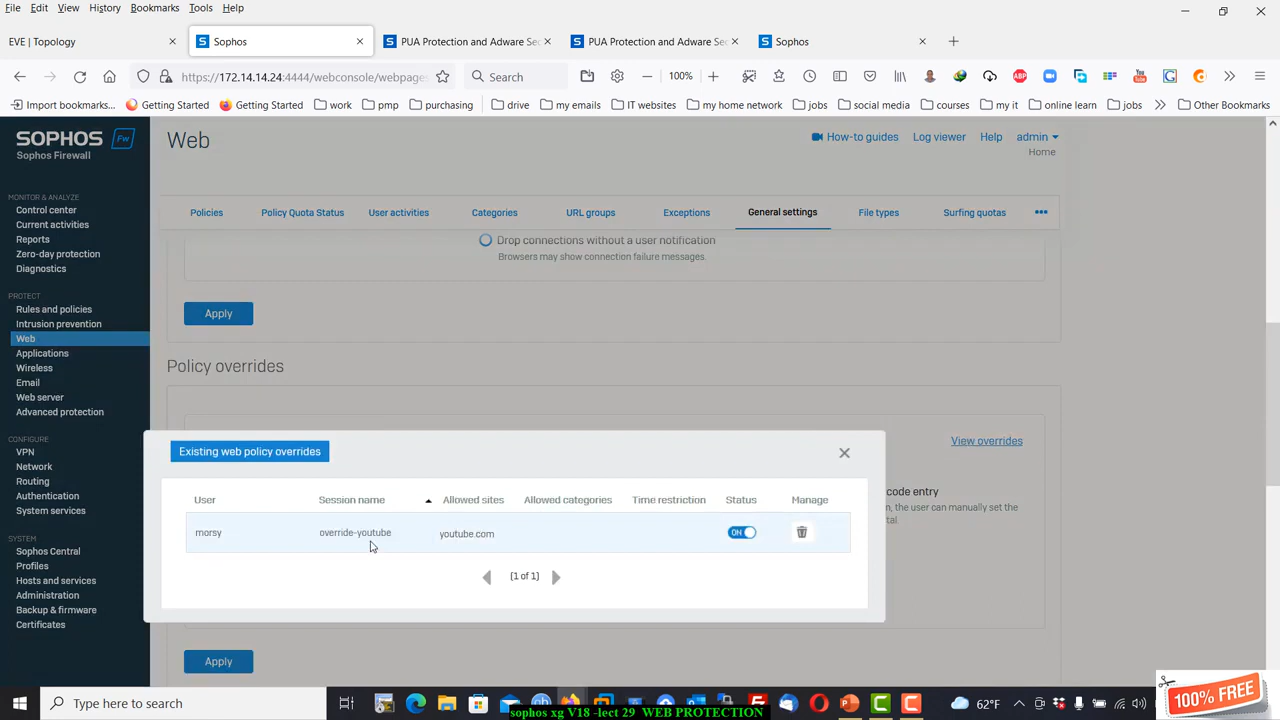 File Edit View History Bookmarks Tools Help
EVE | Topology
Sophos
PUA Protection and Adware Sec
PUA Protection and Adware Sec
Sophos
https://172.14.14.24:4444/webconsole/webpages
Search
100%
Import bookmarks...
Getting Started
Getting Started
work
pmp
purchasing
drive
my emails
IT websites
my home network
jobs
social media
courses
my it
online learn
jobs
Other Bookmarks
SOPHOS
Fw
Sophos Firewall
MONITOR & ANALYZE
Control center
Current activities
Reports
Zero-day protection
Diagnostics
PROTECT
Rules and policies
Intrusion prevention
Web
Applications
Wireless
Email
Web server
Advanced protection
CONFIGURE
VPN
Network
Routing
Authentication
System services
SYSTEM
Sophos Central
Profiles
Hosts and services
Administration
Backup & firmware
Certificates
Web
How-to guides
Log viewer
Help
admin
Home
Policies
Policy Quota Status
User activities
Categories
URL groups
Exceptions
General settings
File types
Surfing quotas
•••
Drop connections without a user notification
Browsers may show connection failure messages.
Apply
Policy overrides
View overrides
code entry
n, the user can manually set the
rtal.
Existing web policy overrides
User
Session name
Allowed sites
Allowed categories
Time restriction
Status
Manage
morsy
override-youtube
youtube.com
ON
[1 of 1]
Apply
Type here to search
62°F
100% FREE
sophos xg V18 -lect 29 WEB PROTECTION